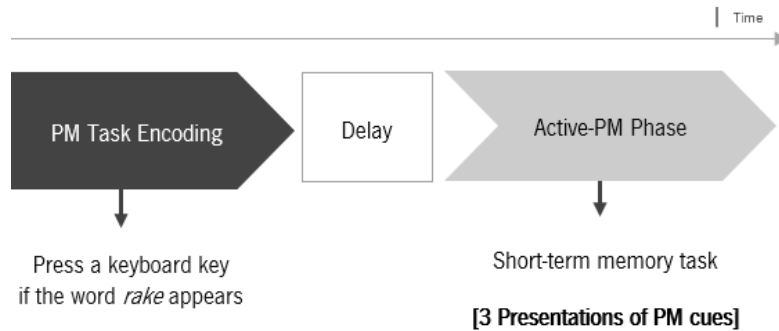 Time
PM Task Encoding
Delay
Active-PM Phase
Press a keyboard key
if the word rake appears
Short-term memory task
[3 Presentations of PM cues]